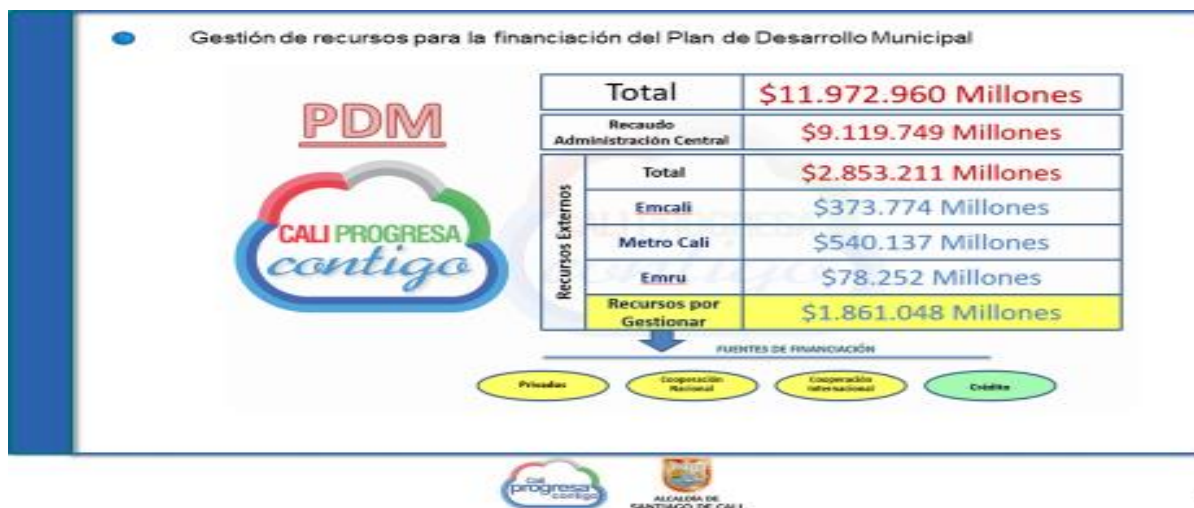 Gestión de recursos para la financiación del Plan de Desarrollo Municipal
PDM
CALI PROGRESA
contigo
Total $11.972.960 Millones
Recaudo
Administración Central
$9.119.749 Millones
Recursos Externos
Total $2.853.211 Millones
Emcali $373.774 Millones
Metro Cali $540.137 Millones
Emru $78.252 Millones
Recursos por
Gestionar
$1.861.048 Millones
FUENTES DE FINANCIACIÓN
Privadas
Cooperación
Nacional
Cooperación
Internacional
Crédito
Cali
progresa
contigo
ALCALDÍA DE
SANTIAGO DE CALI